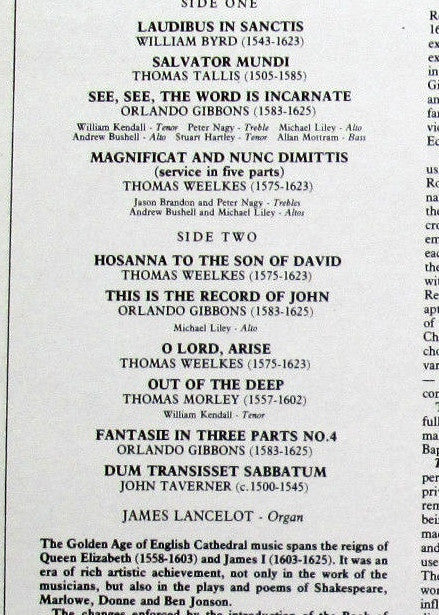 SIDE ONE
LAUDIBUS IN SANCTIS
WILLIAM BYRD (1543-1623)
SALVATOR MUNDI
THOMAS TALLIS (1505-1585)
SEE, SEE, THE WORD IS INCARNATE
ORLANDO GIBBONS (1583-1625)
William Kendall - Tenor Peter Nagy - Treble Michael Liley - Alto
Andrew Bushell - Alto Stuart Hartley - Tenor Allan Mottram - Bass
MAGNIFICAT AND NUNC DIMITTIS
(service in five parts)
THOMAS WEELKES (1575-1623)
Jason Brandon and Peter Nagy - Trebles
Andrew Bushell and Michael Liley - Altos
SIDE TWO
HOSANNA TO THE SON OF DAVID
THOMAS WEELKES (1575-1623)
THIS IS THE RECORD OF JOHN
ORLANDO GIBBONS (1583-1625)
Michael Liley - Alto
O LORD, ARISE
THOMAS WEELKES (1575-1623)
OUT OF THE DEEP
THOMAS MORLEY (1557-1602)
William Kendall - Tenor
FANTASIE IN THREE PARTS NO.4
ORLANDO GIBBONS (1583-1625)
DUM TRANSISSET SABBATUM
JOHN TAVERNER (c.1500-1545)
JAMES LANCELOT - Organ
The Golden Age of English Cathedral music spans the reigns of
Queen Elizabeth (1558-1603) and James I (1603-1625). It was an
era of rich artistic achievement, not only in the work of the
musicians, but also in the plays and poems of Shakespeare,
Marlowe, Donne and Ben Jonson.
The changes enforced by the introduction of the